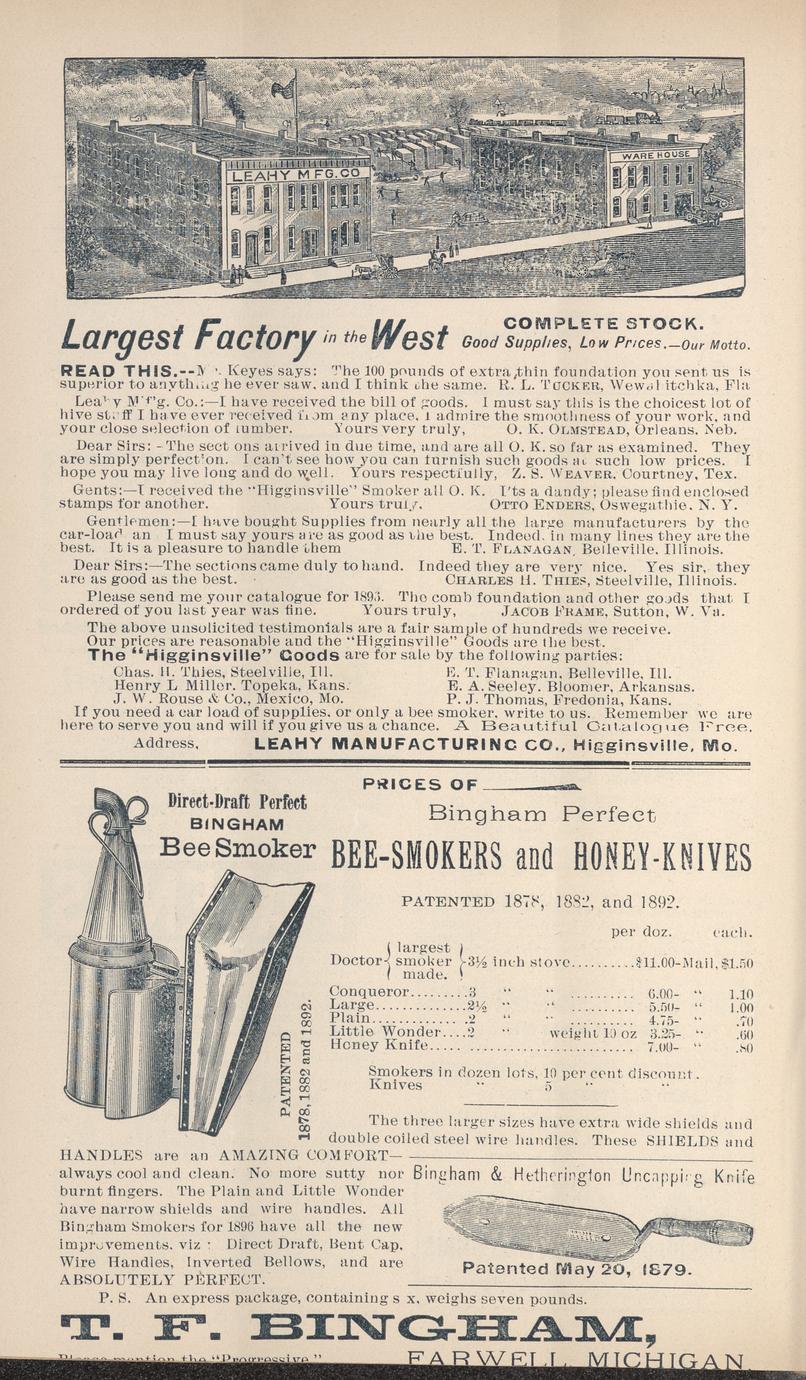 LEAHY M F G. CO
WARE HOUSE
Largest Factory in the West
COMPLETE STOCK.
Good Supplies, Low Prices.—Our Motto.
READ THIS.--M. Keyes says: The 100 pounds of extra thin foundation you sent us is
superior to anything he ever saw, and I think the same. R. L. TUCKER, Wewahitchka, Fla
Leahy M'f'g. Co.:—I have received the bill of goods. I must say this is the choicest lot of
hive stuff I have ever received from any place. I admire the smoothness of your work, and
your close selection of lumber. Yours very truly, O. K. OLMSTEAD, Orleans, Neb.
Dear Sirs: - The sections arrived in due time, and are all O. K. so far as examined. They
are simply perfection. I can't see how you can furnish such goods at such low prices. I
hope you may live long and do well. Yours respectfully, Z. S. WEAVER, Courtney, Tex.
Gents:—I received the "Higginsville" Smoker all O. K. I'ts a dandy; please find enclosed
stamps for another. Yours truly, OTTO ENDERS, Oswegathie, N. Y.
Gentlemen:—I have bought Supplies from nearly all the large manufacturers by the
car-load an I must say yours are as good as the best. Indeed, in many lines they are the
best. It is a pleasure to handle them E. T. FLANAGAN, Belleville, Illinois.
Dear Sirs:—The sections came duly to hand. Indeed they are very nice. Yes sir, they
are as good as the best. CHARLES H. THIES, Steelville, Illinois.
Please send me your catalogue for 1895. The comb foundation and other goods that I
ordered of you last year was fine. Yours truly, JACOB FRAME, Sutton, W. Va.
The above unsolicited testimonials are a fair sample of hundreds we receive.
Our prices are reasonable and the "Higginsville" Goods are the best.
The "Higginsville" Goods are for sale by the following parties:
Chas. H. Thies, Steelville, Ill. E. T. Flanagan, Belleville, Ill.
Henry L Miller, Topeka, Kans. E. A. Seeley, Bloomer, Arkansas.
J. W. Rouse & Co., Mexico, Mo. P. J. Thomas, Fredonia, Kans.
If you need a car load of supplies, or only a bee smoker, write to us. Remember we are
here to serve you and will if you give us a chance. A Beautiful Catalogue Free.
Address, LEAHY MANUFACTURING CO., Higginsville, Mo.
Direct-Draft Perfect
BINGHAM
Bee Smoker
PATENTED
1878, 1882 and 1892.
PRICES OF
Bingham Perfect
BEE-SMOKERS and HONEY-KNIVES
PATENTED 1878, 1882, and 1892.
per doz. each.
Doctor { largest smoker made. } 3½ inch stove..........$11.00-Mail, $1.50
Conqueror.........3 " " .......... 6.00- " 1.10
Large..............2½ " " .......... 5.50- " 1.00
Plain..............2 " " .......... 4.75- " .70
Little Wonder....2 " weight 10 oz 3.25- " .60
Honey Knife............................ 7.00- " .80
Smokers in dozen lots, 10 per cent discount.
Knives " 5 " "
The three larger sizes have extra wide shields and
double coiled steel wire handles. These SHIELDS and
HANDLES are an AMAZING COMFORT—
always cool and clean. No more sutty nor
burnt fingers. The Plain and Little Wonder
have narrow shields and wire handles. All
Bingham Smokers for 1896 have all the new
improvements, viz : Direct Draft, Bent Cap,
Wire Handles, Inverted Bellows, and are
ABSOLUTELY PERFECT.
Bingham & Hetherington Uncapping Knife
Patented May 20, 1879.
P. S. An express package, containing s x, weighs seven pounds.
T. F. BINGHAM,
Please mention the "Progressive" FARWELL, MICHIGAN